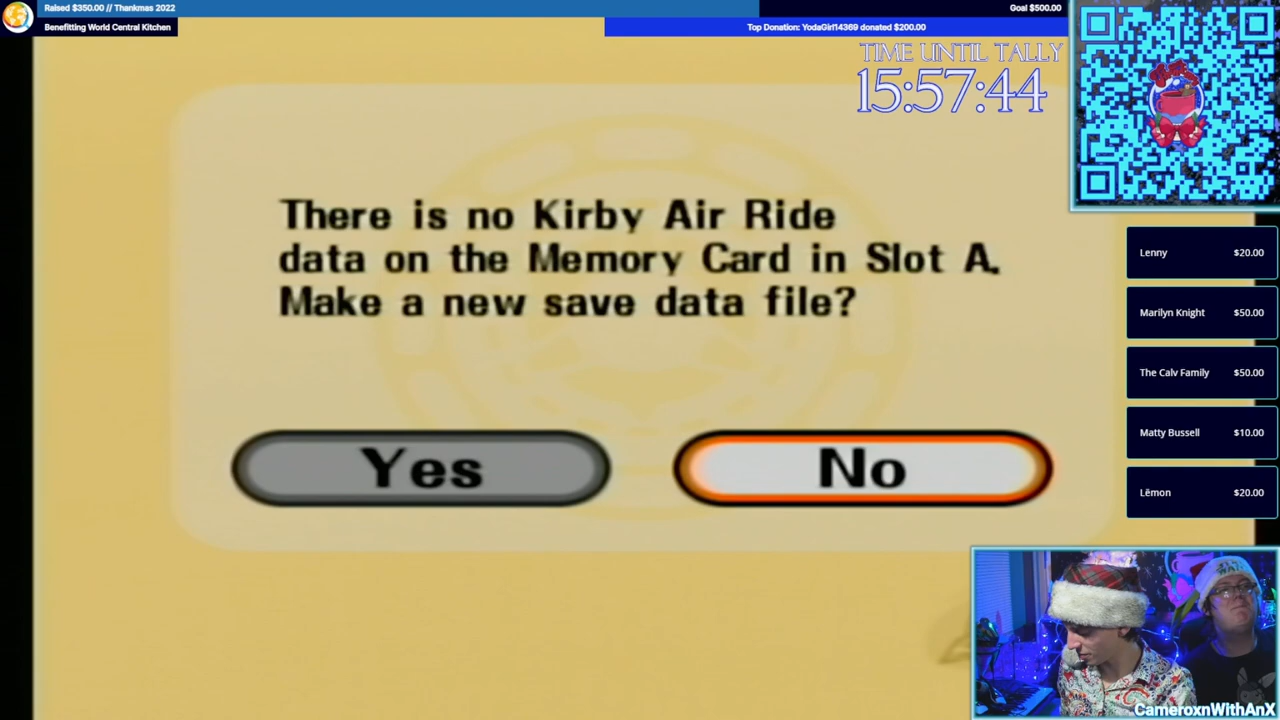 Raised $350.00 // Thankmas 2022
Goal $500.00
Benefitting World Central Kitchen
Top Donation: YodaGirl14369 donated $200.00
TIME UNTIL TALLY
15:57:44
There is no Kirby Air Ride
data on the Memory Card in Slot A.
Make a new save data file?
Yes
No
Lenny $20.00
Marilyn Knight $50.00
The Calv Family $50.00
Matty Bussell $10.00
Lēmon $20.00
CameroxnWithAnX